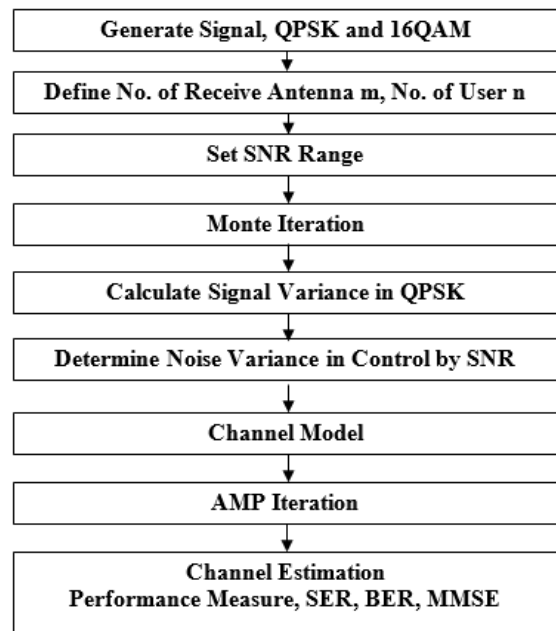 Generate Signal, QPSK and 16QAM
Define No. of Receive Antenna m, No. of User n
Set SNR Range
Monte Iteration
Calculate Signal Variance in QPSK
Determine Noise Variance in Control by SNR
Channel Model
AMP Iteration
Channel Estimation
Performance Measure, SER, BER, MMSE